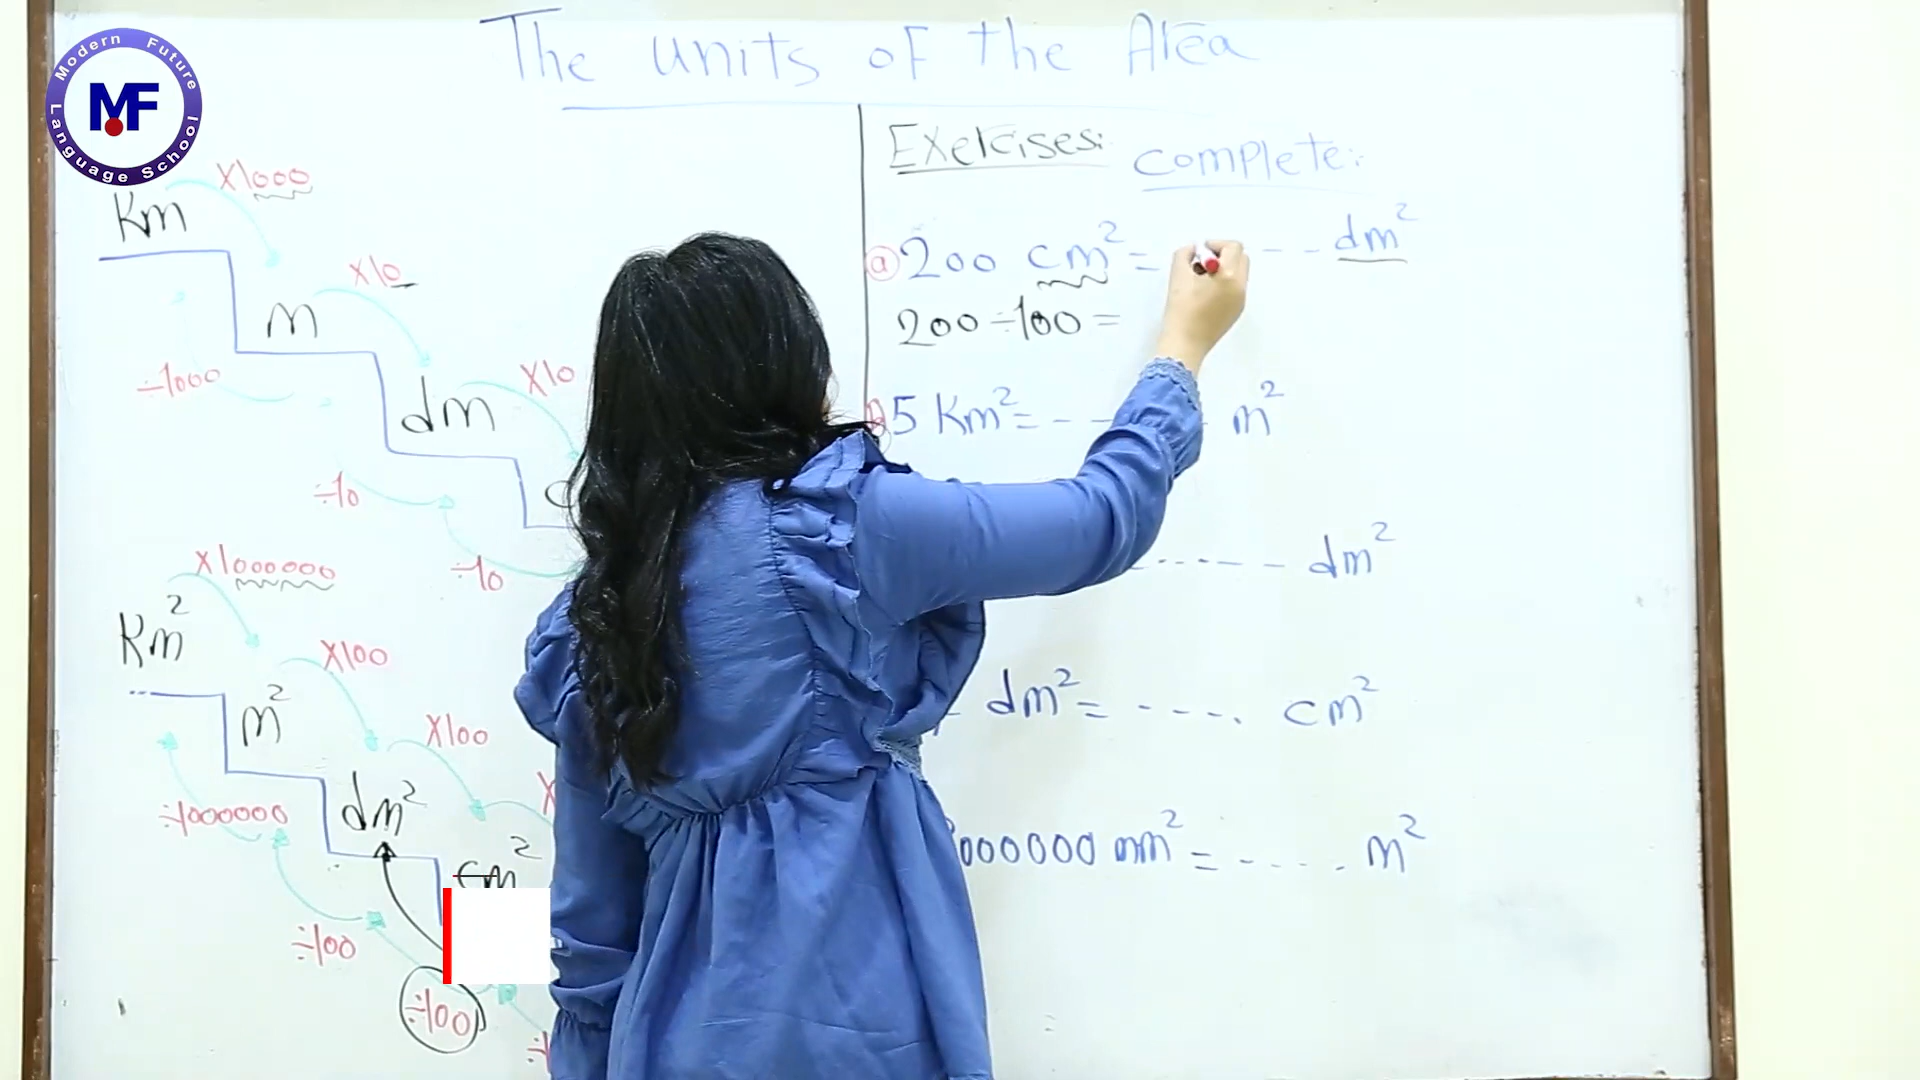 Modern Future
MF
Language School
The units of the Area
Km
X1000
m
X10
dm
X10
÷1000
÷10
÷10
Km²
X1000000
m²
X100
dm²
X100
cm²
÷1000000
÷100
÷100
Exercises: Complete:
a 200 cm² = -- dm²
200 ÷ 100 =
5 Km² = -- m²
----- dm²
dm² = ---- cm²
000000 mm² = ---- m²